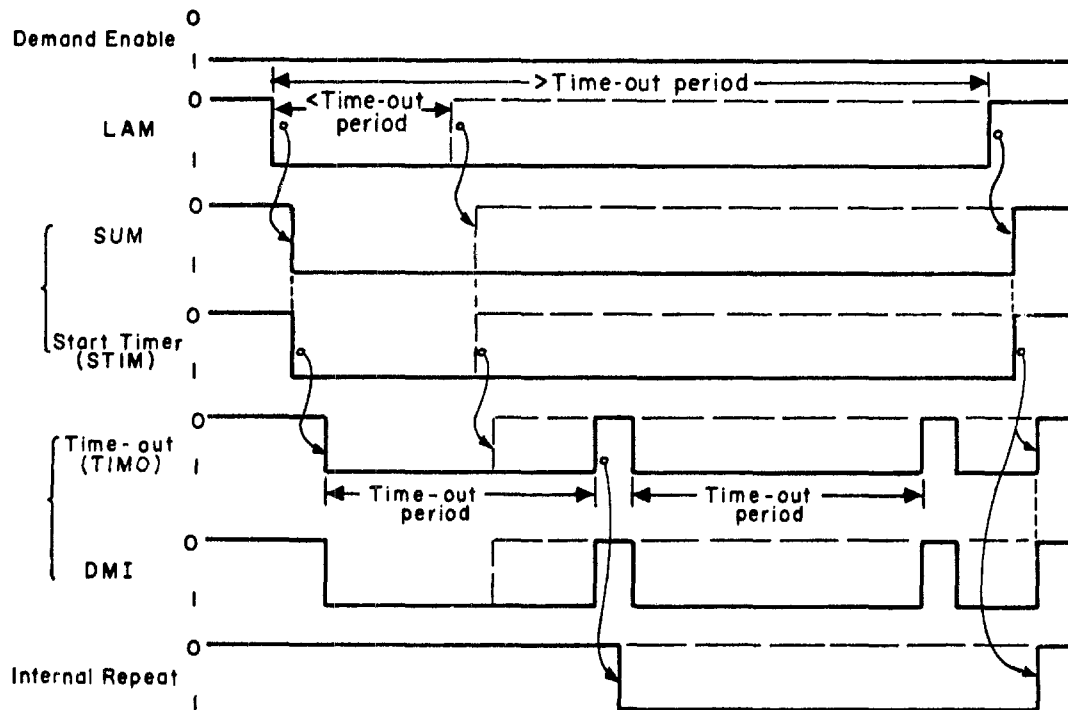 0
Demand Enable
1
>Time-out period
0
<Time-out
period
LAM
1
0
SUM
1
0
Start Timer
(STIM)
1
0
Time-out
(TIMO)
1
Time-out
period
Time-out
period
0
DMI
1
0
Internal Repeat
1